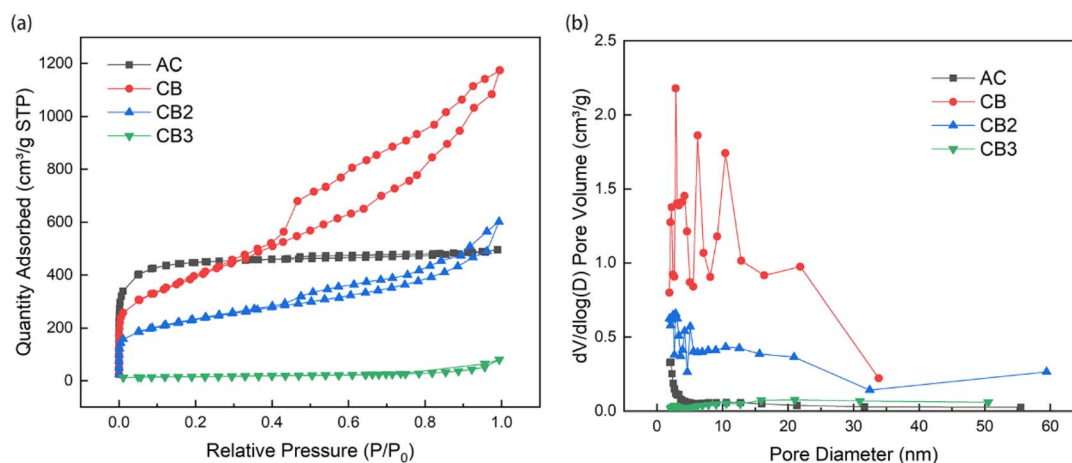 (a)
AC
CB
CB2
CB3
Quantity Adsorbed (cm³/g STP)
1200
1000
800
600
400
200
0
0.0 0.2 0.4 0.6 0.8 1.0
Relative Pressure (P/P₀)
(b)
AC
CB
CB2
CB3
dV/dlog(D) Pore Volume (cm³/g)
2.5
2.0
1.5
1.0
0.5
0.0
0 10 20 30 40 50 60
Pore Diameter (nm)